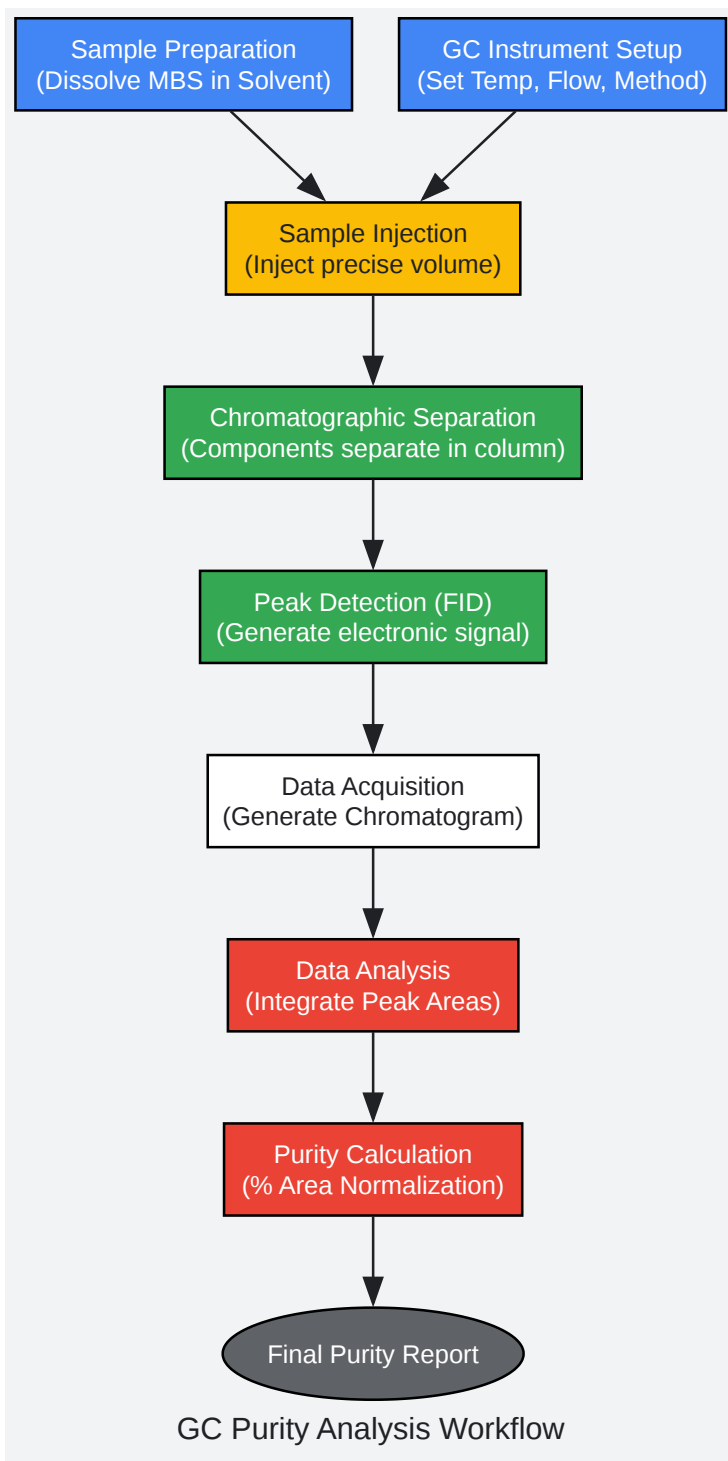 Sample Preparation
(Dissolve MBS in Solvent)
GC Instrument Setup
(Set Temp, Flow, Method)
Sample Injection
(Inject precise volume)
Chromatographic Separation
(Components separate in column)
Peak Detection (FID)
(Generate electronic signal)
Data Acquisition
(Generate Chromatogram)
Data Analysis
(Integrate Peak Areas)
Purity Calculation
(% Area Normalization)
Final Purity Report
GC Purity Analysis Workflow